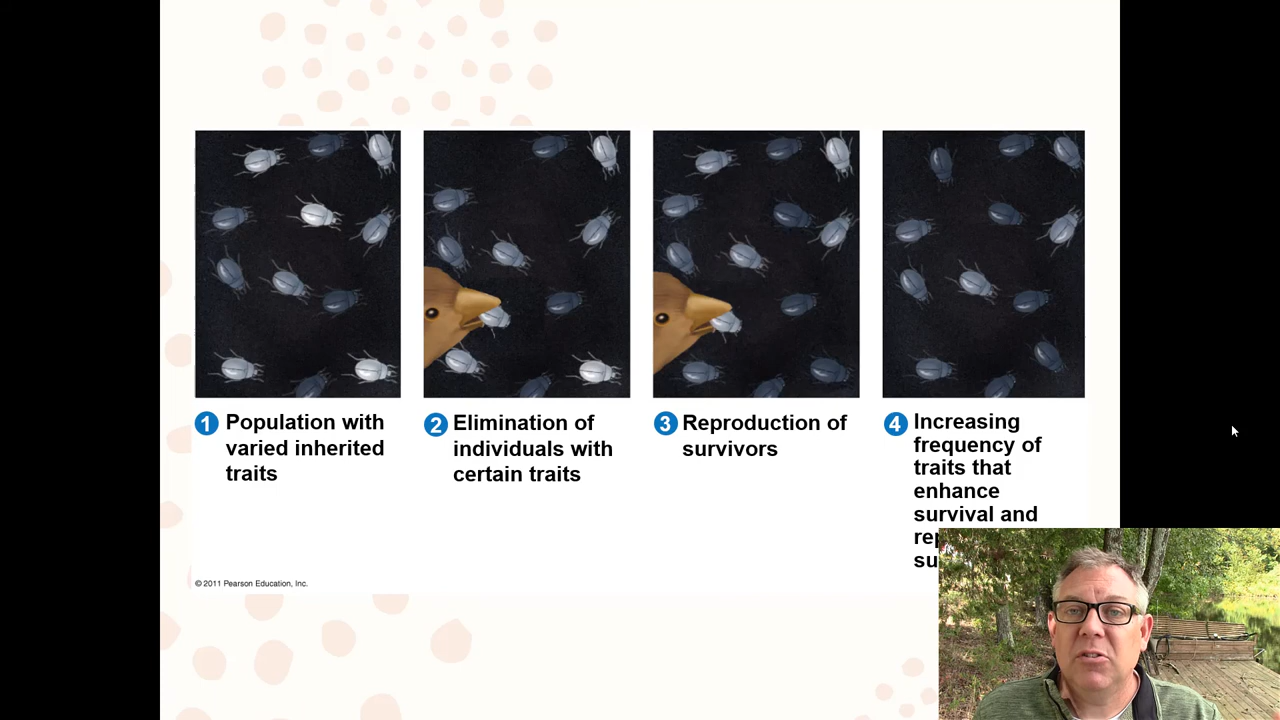 1 Population with
varied inherited
traits
2 Elimination of
individuals with
certain traits
3 Reproduction of
survivors
4 Increasing
frequency of
traits that
enhance
survival and
© 2011 Pearson Education, Inc.